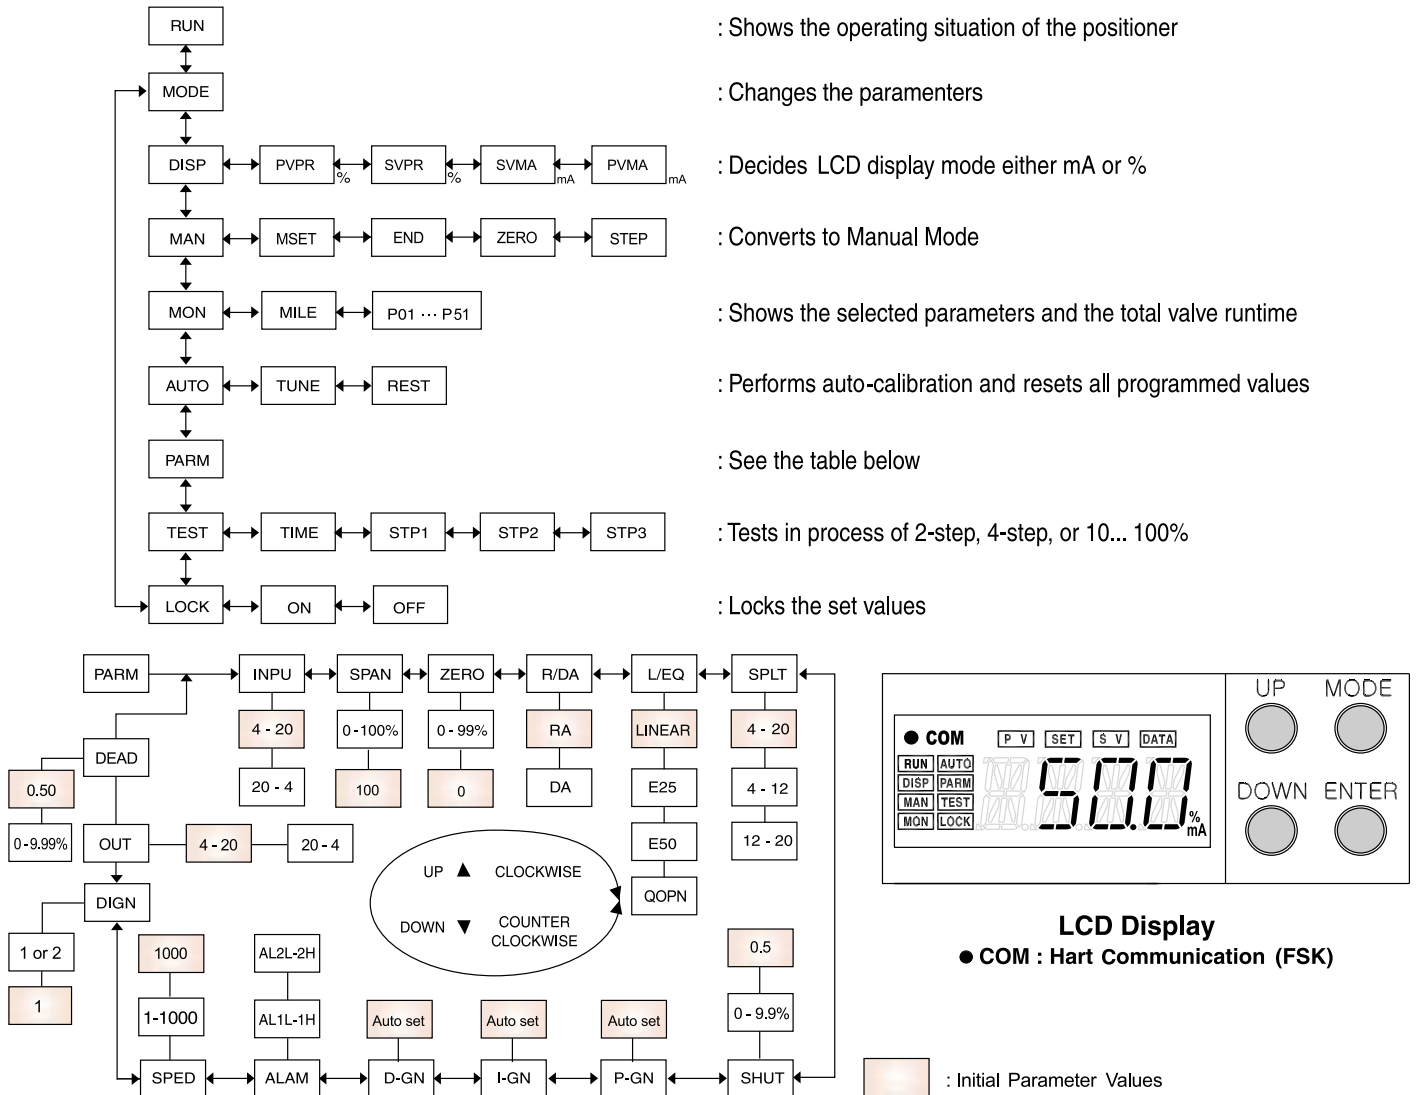 RUN : Shows the operating situation of the positioner
MODE : Changes the paramenters
DISP PVPR % SVPR % SVMA mA PVMA mA : Decides LCD display mode either mA or %
MAN MSET END ZERO STEP : Converts to Manual Mode
MON MILE P01 ··· P51 : Shows the selected parameters and the total valve runtime
AUTO TUNE REST : Performs auto-calibration and resets all programmed values
PARM : See the table below
TEST TIME STP1 STP2 STP3 : Tests in process of 2-step, 4-step, or 10... 100%
LOCK ON OFF : Locks the set values
PARM INPU SPAN ZERO R/DA L/EQ SPLT
4 - 20 0-100% 0 - 99% RA LINEAR 4 - 20
DEAD
0.50 20 - 4 100 0 DA E25 4 - 12
0-9.99% OUT 4 - 20 20 - 4 E50 12 - 20
UP ▲ CLOCKWISE
QOPN
DOWN ▼ COUNTER
CLOCKWISE
DIGN
1 or 2 1000 AL2L-2H 0.5
1 1-1000 AL1L-1H Auto set Auto set Auto set 0 - 9.9%
SPED ALAM D-GN I-GN P-GN SHUT
UP MODE
● COM P V SET S V DATA
RUN AUTO
DISP PARM
MAN TEST
MON LOCK
50.0 % mA
DOWN ENTER
LCD Display
● COM : Hart Communication (FSK)
: Initial Parameter Values